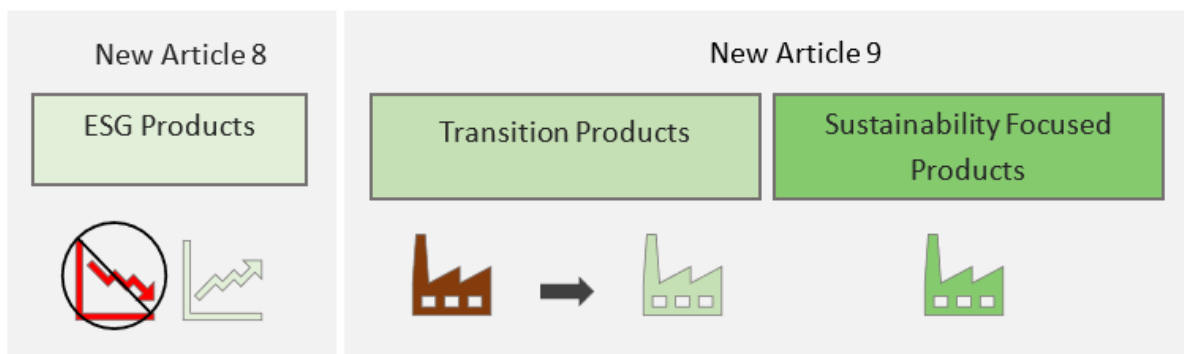 New Article 8
New Article 9
ESG Products
Transition Products
Sustainability Focused
Products